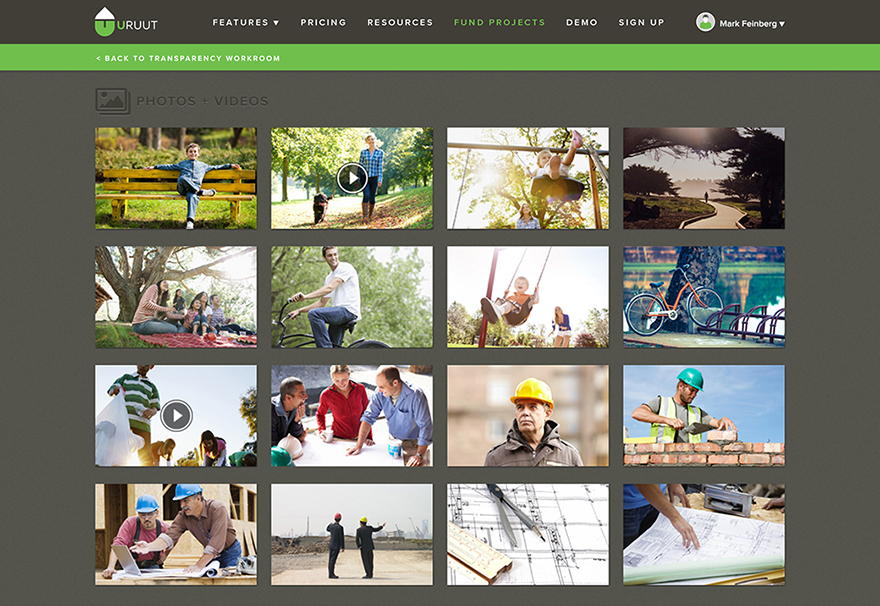 URUUT
FEATURES ▼ PRICING RESOURCES FUND PROJECTS DEMO SIGN UP Mark Feinberg ▼
< BACK TO TRANSPARENCY WORKROOM
PHOTOS + VIDEOS